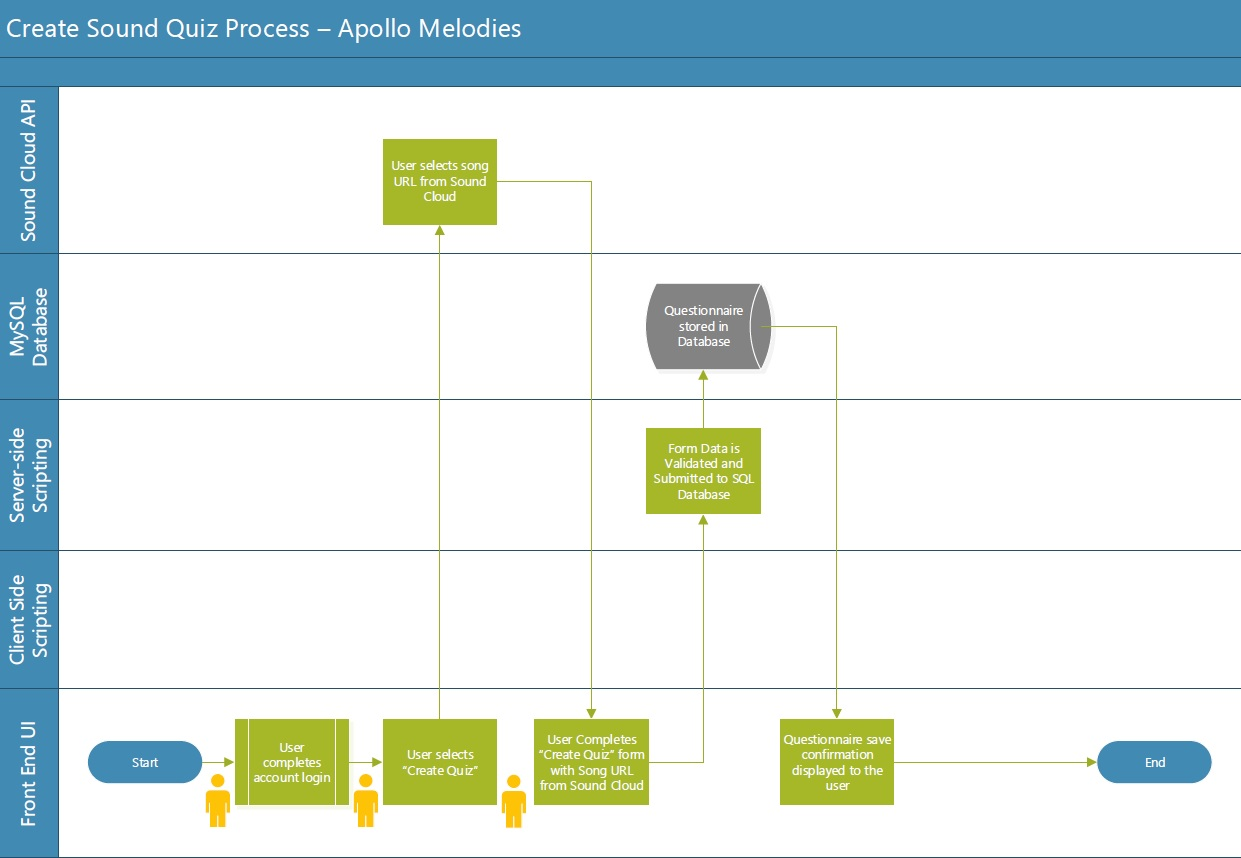 Create Sound Quiz Process – Apollo Melodies
Sound Cloud API
User selects song
URL from Sound
Cloud
MySQL
Database
Questionnaire
stored in
Database
Server-side
Scripting
Form Data is
Validated and
Submitted to SQL
Database
Client Side
Scripting
Front End UI
Start
User
completes
account login
User selects
“Create Quiz”
User Completes
“Create Quiz” form
with Song URL
from Sound Cloud
Questionnaire save
confirmation
displayed to the
user
End